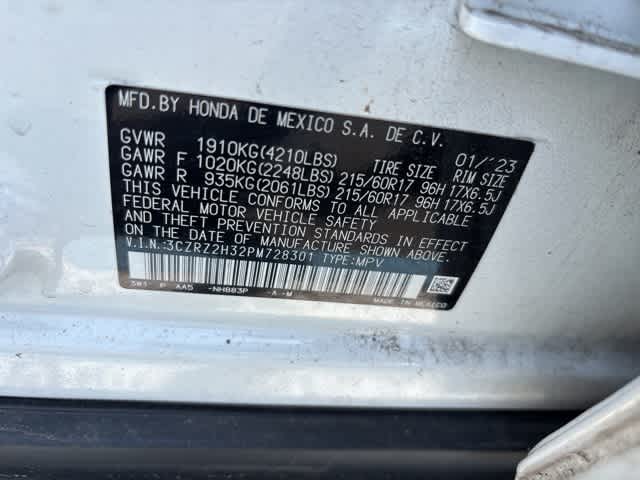 MFD.BY HONDA DE MEXICO S.A. DE C.V.
GVWR 1910KG(4210LBS) TIRE SIZE 01/'23 RIM SIZE
GAWR F 1020KG(2248LBS) 215/60R17 96H 17X6.5J
GAWR R 935KG(2061LBS) 215/60R17 96H 17X6.5J
THIS VEHICLE CONFORMS TO ALL APPLICABLE
FEDERAL MOTOR VEHICLE SAFETY
AND THEFT PREVENTION STANDARDS IN EFFECT
ON THE DATE OF MANUFACTURE SHOWN ABOVE.
V.I.N.:3CZRZ2H32PM728301 TYPE:MPV
3W1- P AA5 -NH883P -A -M
MADE IN MEXICO